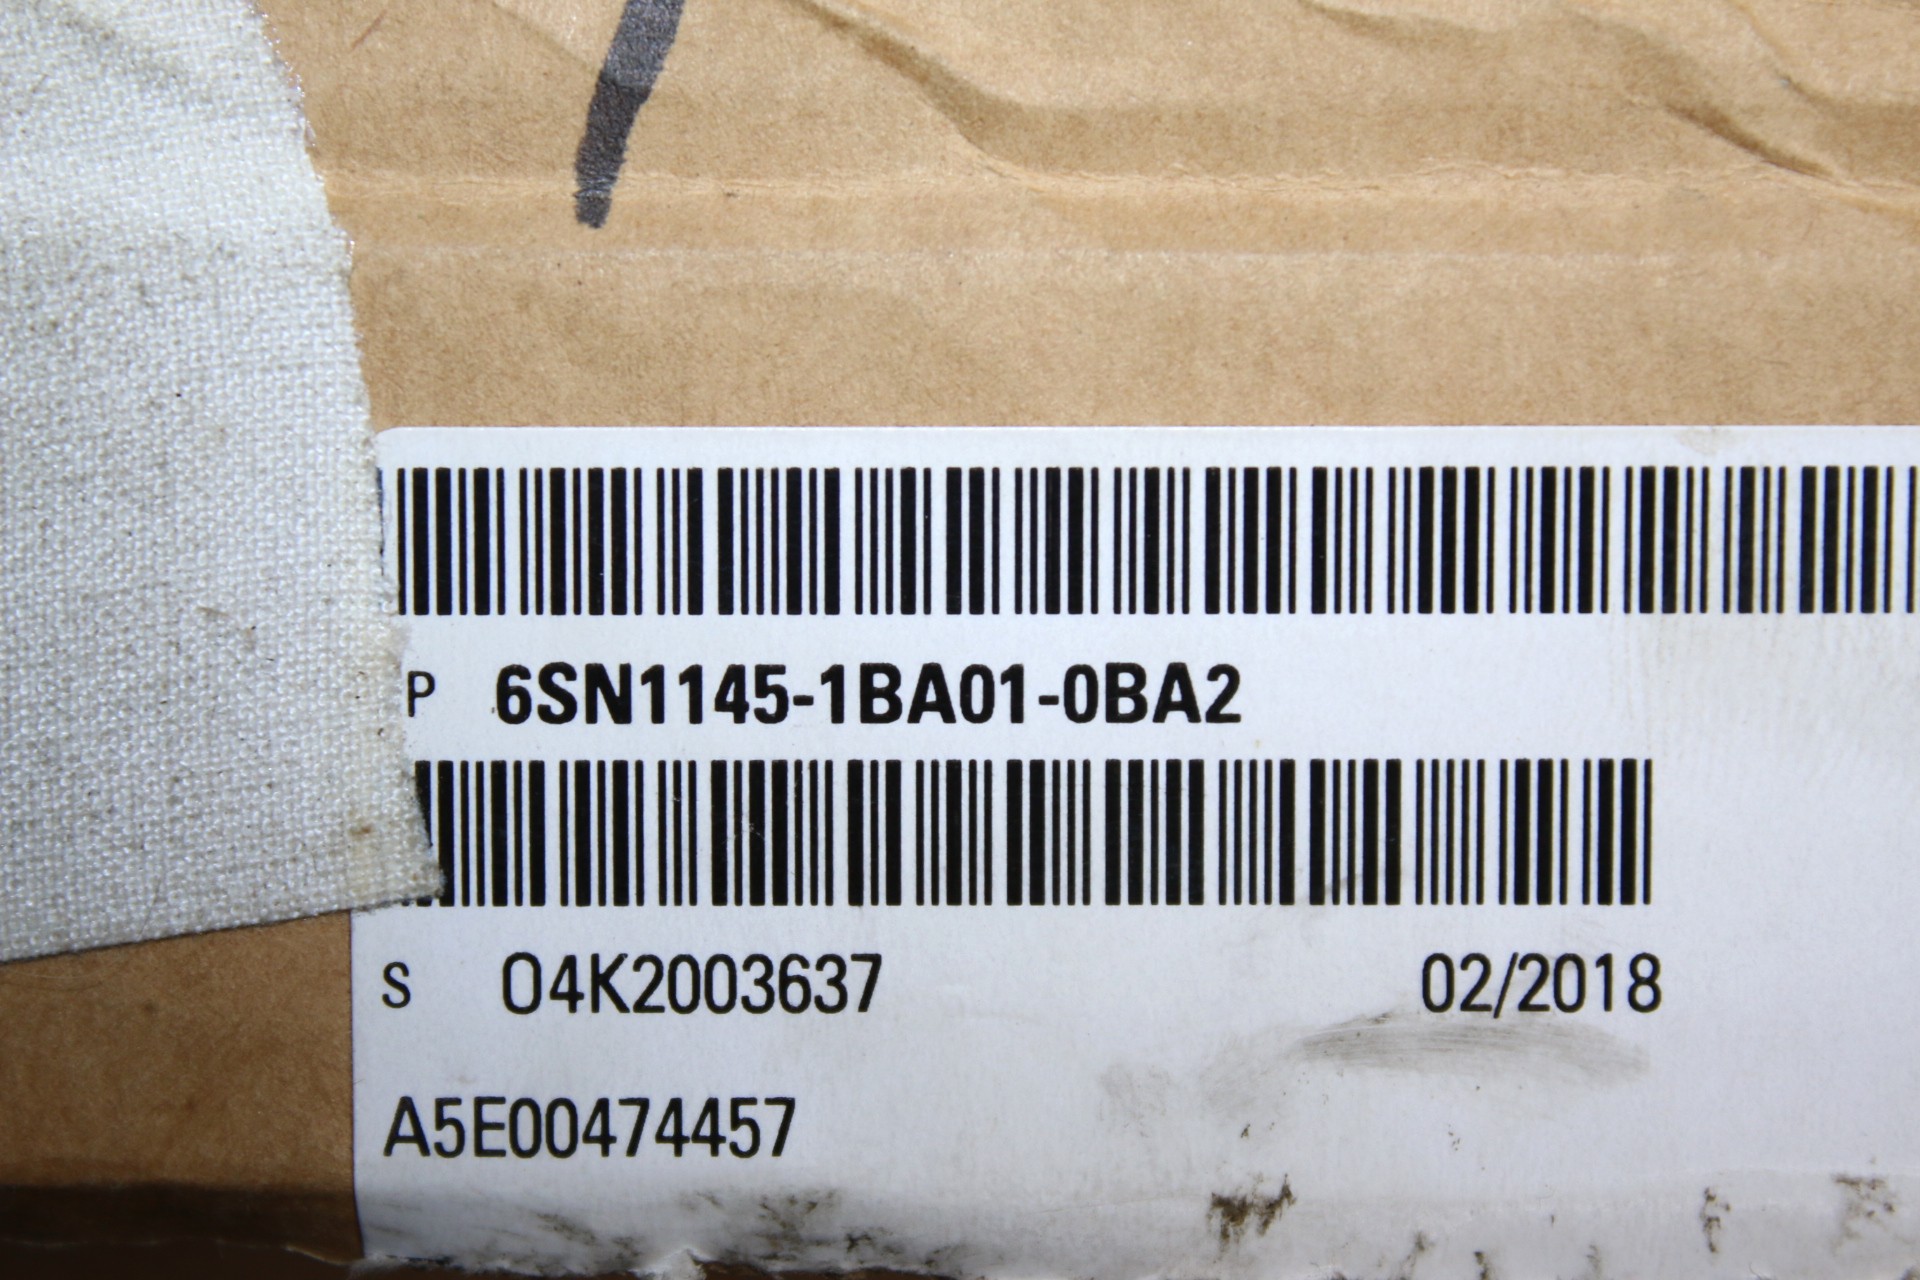 P 6SN1145-1BA01-0BA2
S O4K2003637 02/2018
A5E00474457